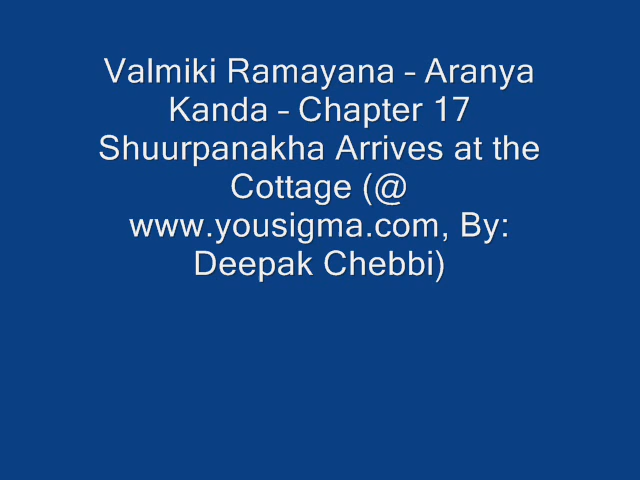 Valmiki Ramayana – Aranya
Kanda – Chapter 17
Shuurpanakha Arrives at the
Cottage (@
www.yousigma.com, By:
Deepak Chebbi)